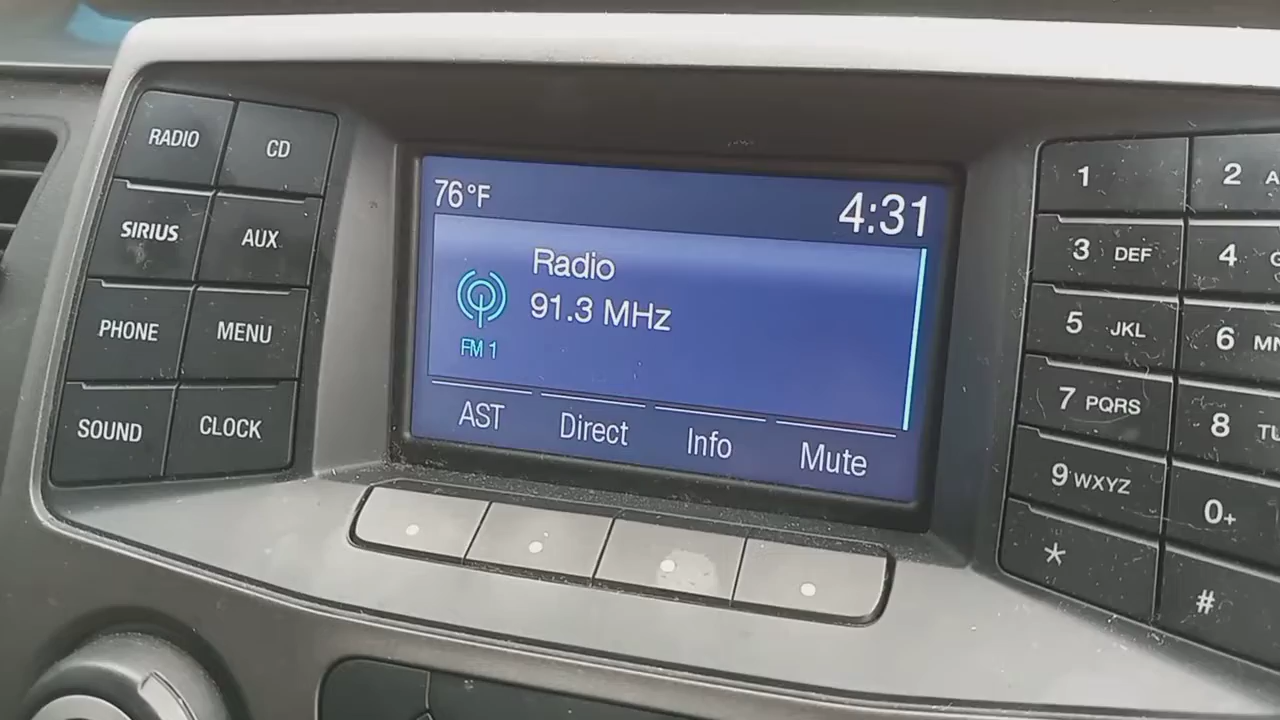 RADIO
CD
SIRIUS
AUX
PHONE
MENU
SOUND
CLOCK
76°F
4:31
Radio
91.3 MHz
FM 1
AST
Direct
Info
Mute
1
2
3 DEF
4
5 JKL
6
7 PQRS
8
9 WXYZ
0+
*
#